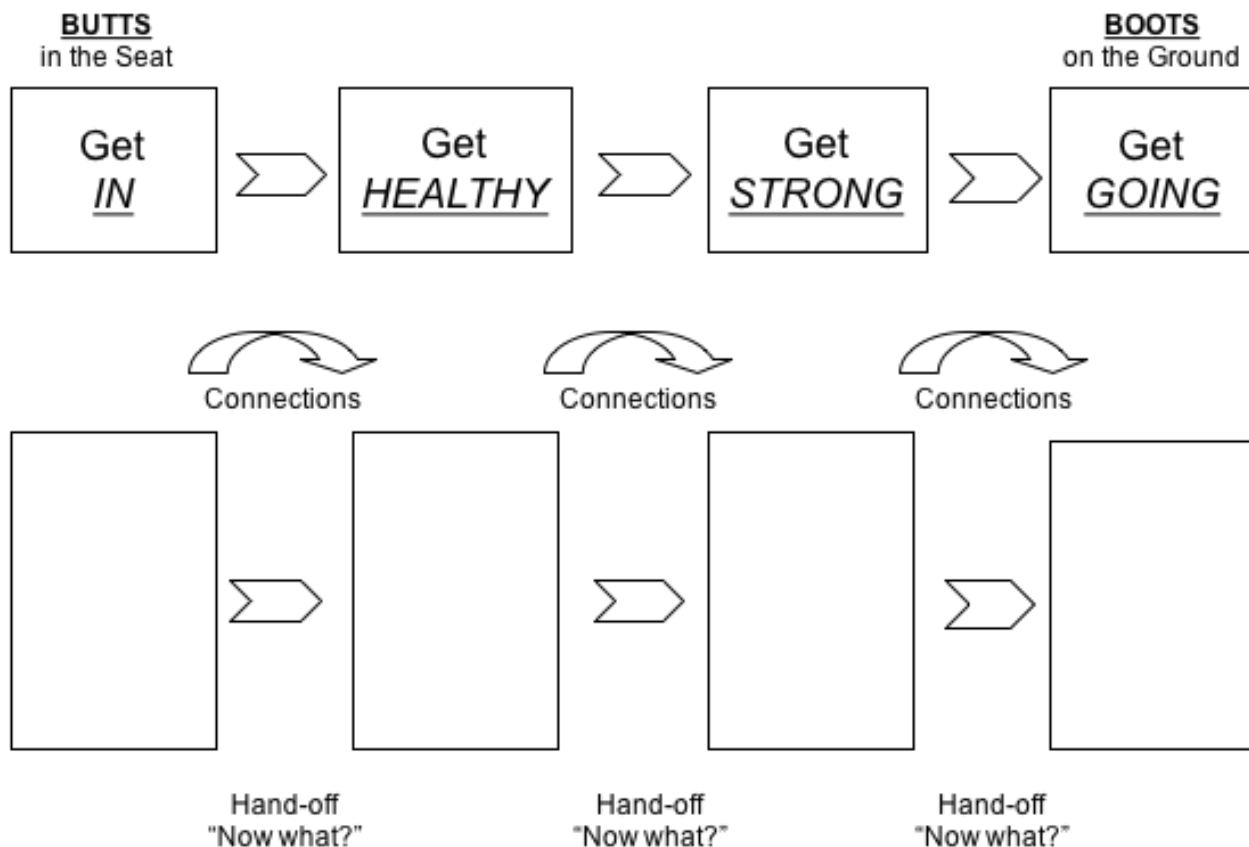 BUTTS
in the Seat
BOOTS
on the Ground
Get
IN
Get
HEALTHY
Get
STRONG
Get
GOING
Connections
Connections
Connections
Hand-off
“Now what?”
Hand-off
“Now what?”
Hand-off
“Now what?”